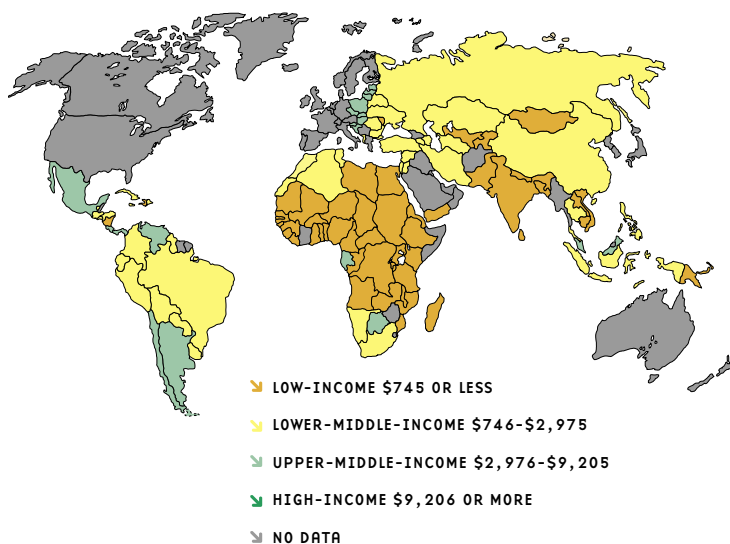 LOW-INCOME $745 OR LESS
LOWER-MIDDLE-INCOME $746-$2,975
UPPER-MIDDLE-INCOME $2,976-$9,205
HIGH-INCOME $9,206 OR MORE
NO DATA